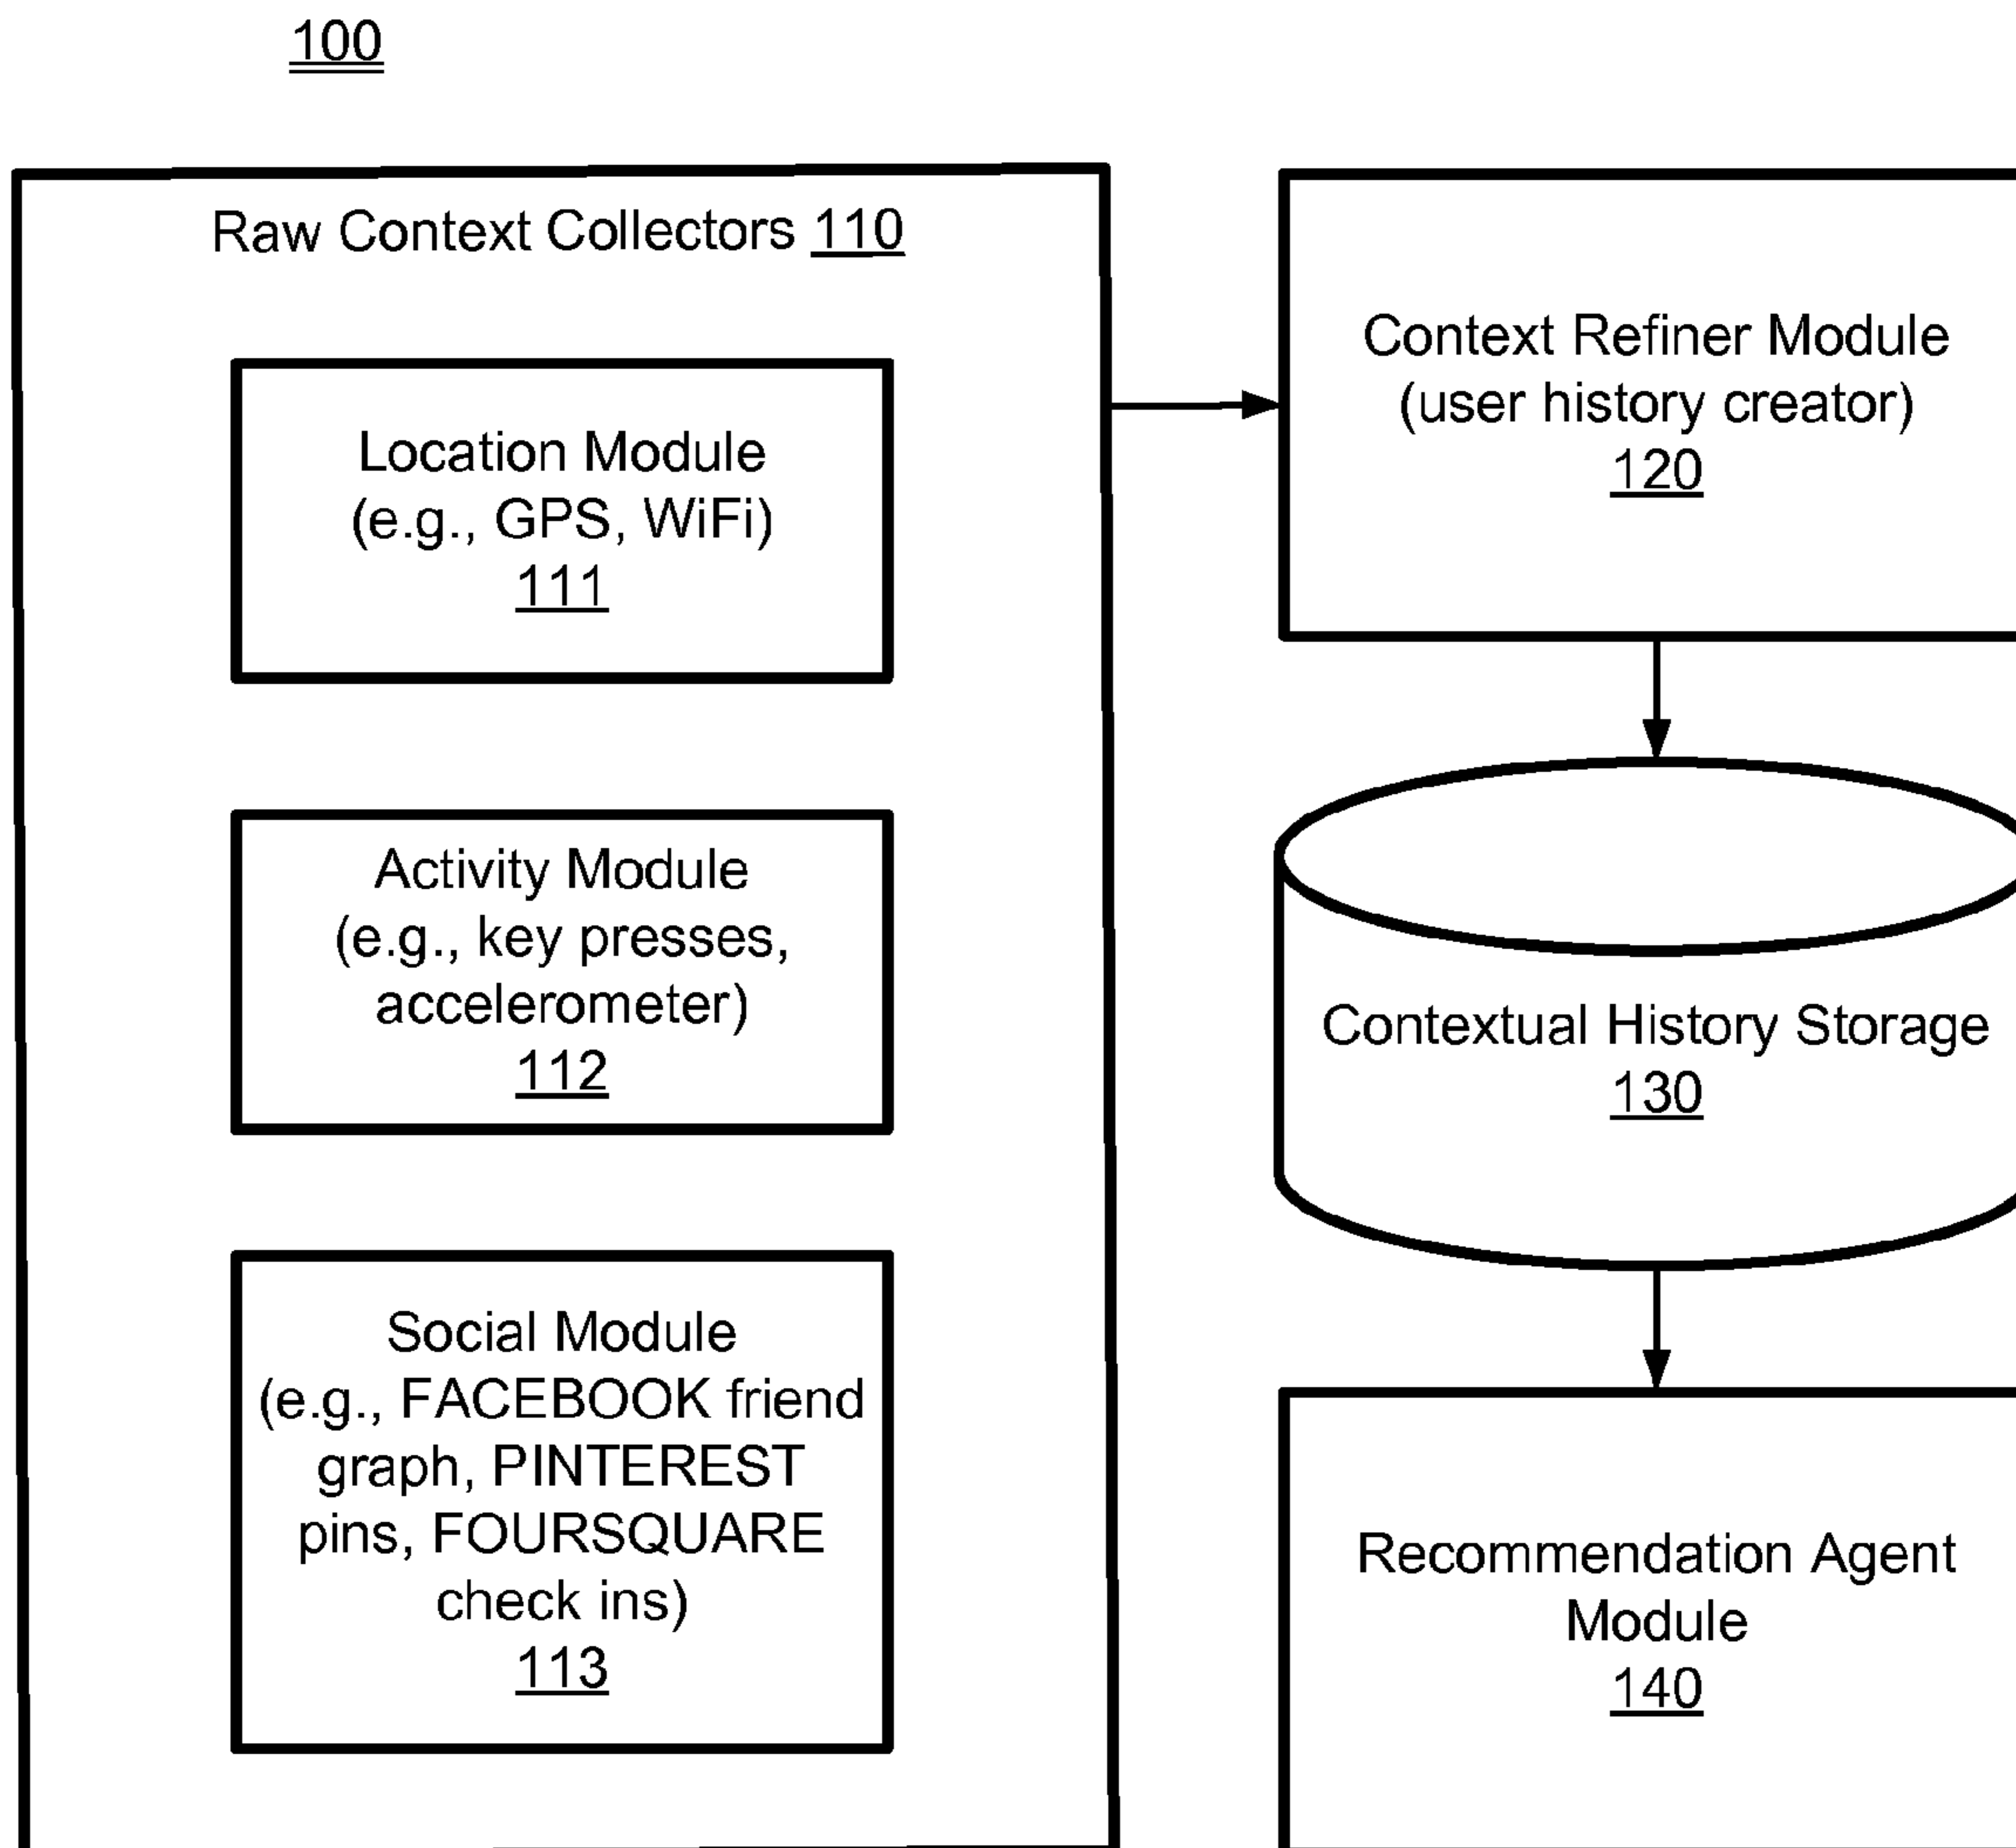 100
Raw Context Collectors 110
Location Module
(e.g., GPS, WiFi)
111
Activity Module
(e.g., key presses,
accelerometer)
112
Social Module
(e.g., FACEBOOK friend
graph, PINTEREST
pins, FOURSQUARE
check ins)
113
Context Refiner Module
(user history creator)
120
Contextual History Storage
130
Recommendation Agent
Module
140